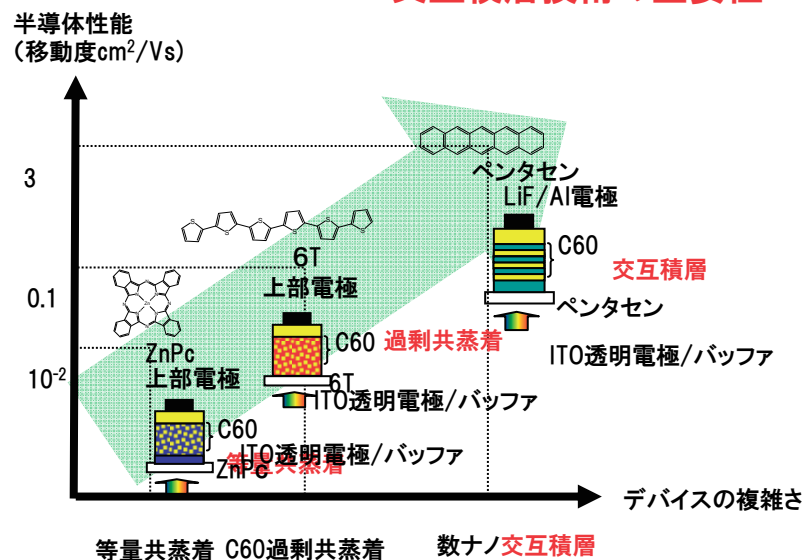 半導体性能
(移動度cm²/Vs)
3
ペンタセン
LiF/Al電極
C60
交互積層
ペンタセン
ITO透明電極/バッファ
6T
上部電極
0.1
C60 過剰共蒸着
6T
ITO透明電極/バッファ
ZnPc
上部電極
10⁻²
C60
ITO透明電極/バッファ
等量共蒸着
ZnPc
デバイスの複雑さ
等量共蒸着 C60過剰共蒸着 数ナノ交互積層